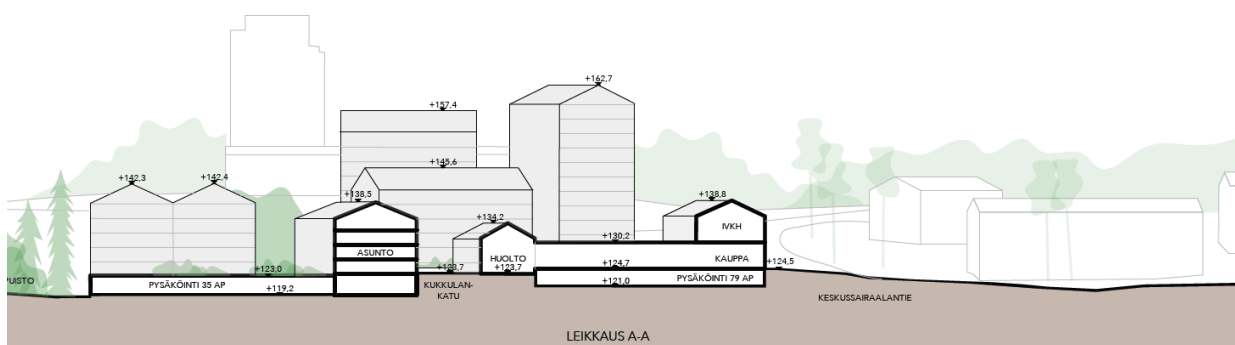 +162,7
+157,4
+145,6
+142,3
+142,4
+138,5
+138,8
+134,2
IVKH
+130,2
ASUNTO
HUOLTO
+123,7
KAUPPA
+124,7
+124,5
+123,0
+123,7
PUISTO
PYSÄKÖINTI 35 AP
+119,2
KUKKULAN-
KATU
PYSÄKÖINTI 79 AP
+121,0
KESKUSSAIRAALANTIE
LEIKKAUS A-A